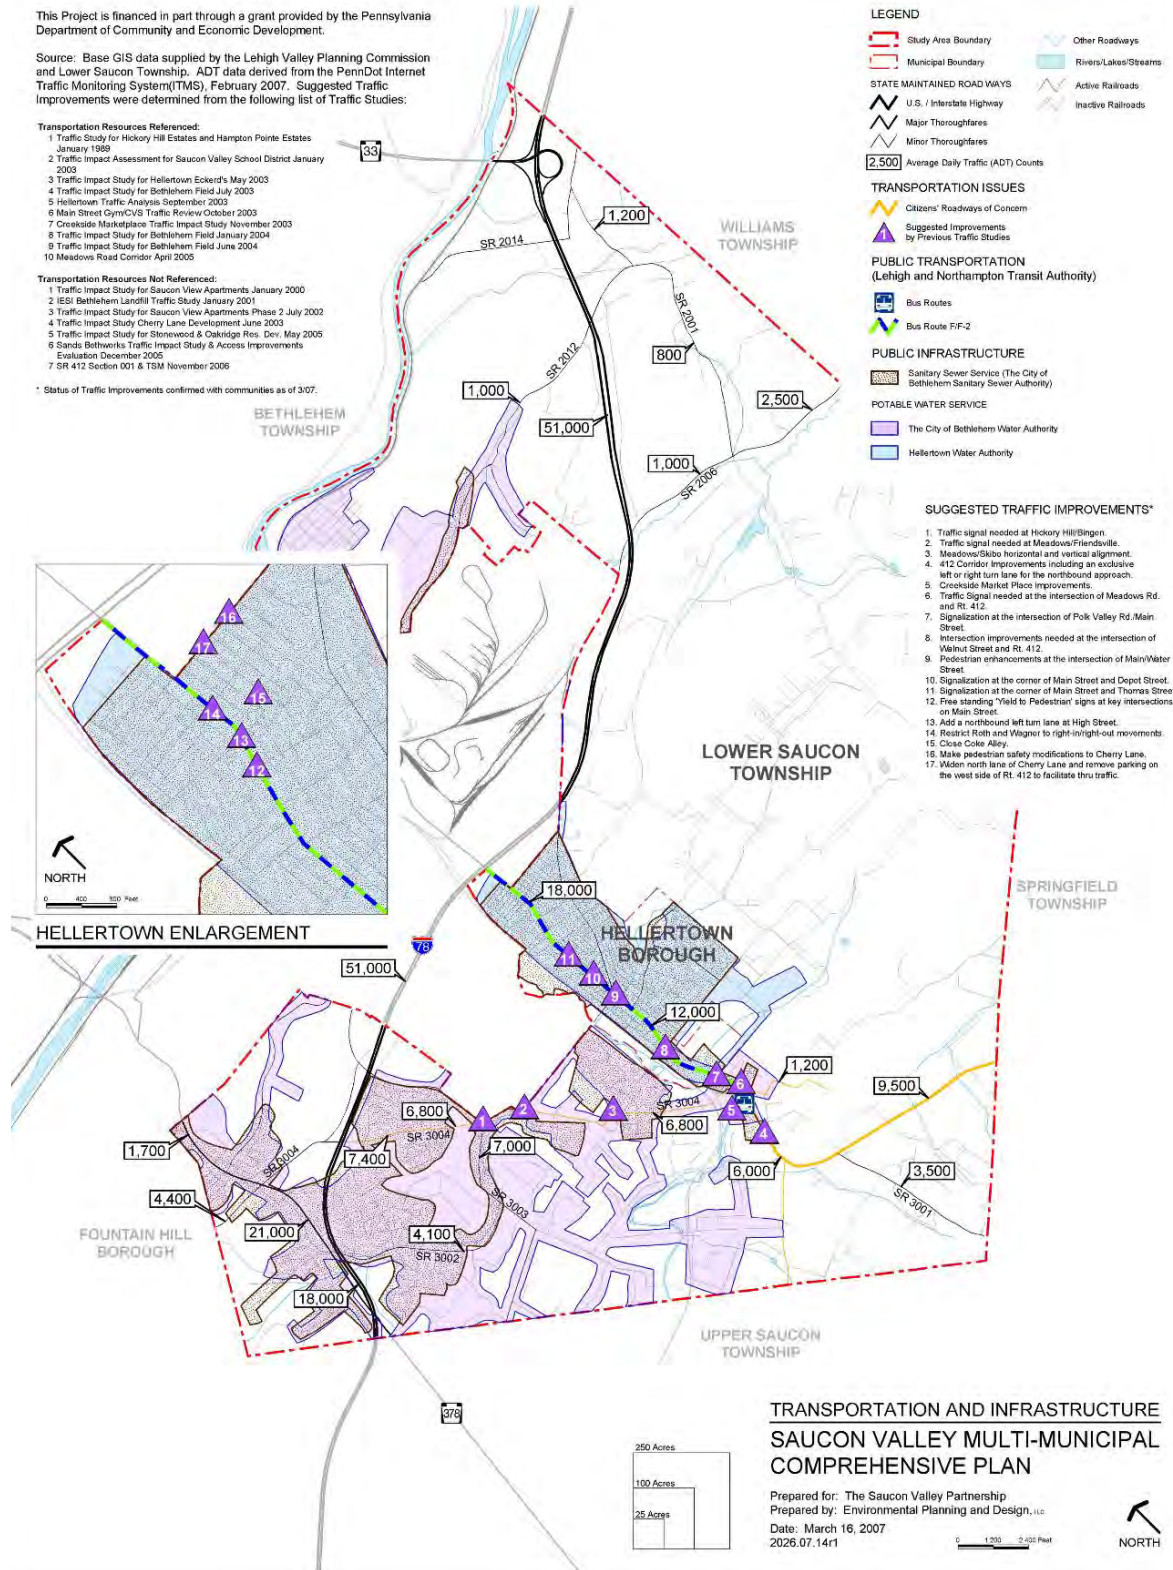 This Project is financed in part through a grant provided by the Pennsylvania
Department of Community and Economic Development.
Source: Base GIS data supplied by the Lehigh Valley Planning Commission
and Lower Saucon Township. ADT data derived from the PennDot Internet
Traffic Monitoring System(ITMS), February 2007. Suggested Traffic
Improvements were determined from the following list of Traffic Studies:
Transportation Resources Referenced:
1 Traffic Study for Hickory Hill Estates and Hampton Pointe Estates
January 1989
2 Traffic Impact Assessment for Saucon Valley School District January
2003
3 Traffic Impact Study for Hellertown Eckerd's May 2003
4 Traffic Impact Study for Bethlehem Field July 2003
5 Hellertown Traffic Analysis September 2003
6 Main Street Gym/CVS Traffic Review October 2003
7 Creekside Marketplace Traffic Impact Study November 2003
8 Traffic Impact Study for Bethlehem Field January 2004
9 Traffic Impact Study for Bethlehem Field June 2004
10 Meadows Road Corridor April 2005
Transportation Resources Not Referenced:
1 Traffic Impact Study for Saucon View Apartments January 2000
2 IESI Bethlehem Landfill Traffic Study January 2001
3 Traffic Impact Study for Saucon View Apartments Phase 2 July 2002
4 Traffic Impact Study Cherry Lane Development June 2003
5 Traffic Impact Study for Stonewood & Oakridge Res. Dev. May 2005
6 Sands Bethworks Traffic Impact Study & Access Improvements
Evaluation December 2005
7 SR 412 Section 001 & TSM November 2006
* Status of Traffic Improvements confirmed with communities as of 3/07.
LEGEND
Study Area Boundary
Municipal Boundary
STATE MAINTAINED ROADWAYS
U.S. / Interstate Highway
Major Thoroughfares
Minor Thoroughfares
2,500 Average Daily Traffic (ADT) Counts
Other Roadways
Rivers/Lakes/Streams
Active Railroads
Inactive Railroads
TRANSPORTATION ISSUES
Citizens' Roadways of Concern
1 Suggested Improvements
by Previous Traffic Studies
PUBLIC TRANSPORTATION
(Lehigh and Northampton Transit Authority)
Bus Routes
Bus Route F/F-2
PUBLIC INFRASTRUCTURE
Sanitary Sewer Service (The City of
Bethlehem Sanitary Sewer Authority)
POTABLE WATER SERVICE
The City of Bethlehem Water Authority
Hellertown Water Authority
SUGGESTED TRAFFIC IMPROVEMENTS*
1. Traffic signal needed at Hickory Hill/Bingen.
2. Traffic signal needed at Meadows/Friendsville.
3. Meadows/Skibo horizontal and vertical alignment.
4. 412 Corridor Improvements including an exclusive
left or right turn lane for the northbound approach.
5. Creekside Market Place improvements.
6. Traffic Signal needed at the intersection of Meadows Rd.
and Rt. 412.
7. Signalization at the intersection of Polk Valley Rd./Main
Street.
8. Intersection improvements needed at the intersection of
Walnut Street and Rt. 412.
9. Pedestrian enhancements at the intersection of Main/Water
Street.
10. Signalization at the corner of Main Street and Depot Street.
11. Signalization at the corner of Main Street and Thomas Stree
12. Free standing 'Yield to Pedestrian' signs at key intersections
on Main Street.
13. Add a northbound left turn lane at High Street.
14. Restrict Roth and Wagner to right-in/right-out movements.
15. Close Coke Alley.
16. Make pedestrian safety modifications to Cherry Lane.
17. Widen north lane of Cherry Lane and remove parking on
the west side of Rt. 412 to facilitate thru traffic.
33
1,200
WILLIAMS
TOWNSHIP
SR 2014
SR 2001
800
SR 2012
1,000
2,500
BETHLEHEM
TOWNSHIP
51,000
1,000
SR 2006
16
17
15
14
13
12
NORTH
0 400 800 Feet
HELLERTOWN ENLARGEMENT
LOWER SAUCON
TOWNSHIP
SPRINGFIELD
TOWNSHIP
18,000
HELLERTOWN
BOROUGH
78
51,000
11
10
9
12,000
8
7
6
1,200
9,500
5
4
SR 3004
6,800
3
2
1
6,800
SR 3004
7,000
7,400
1,700
SR 3004
4,400
6,000
3,500
SR 3001
SR 3003
FOUNTAIN HILL
BOROUGH
21,000
4,100
SR 3002
18,000
UPPER SAUCON
TOWNSHIP
378
250 Acres
100 Acres
25 Acres
TRANSPORTATION AND INFRASTRUCTURE
SAUCON VALLEY MULTI-MUNICIPAL
COMPREHENSIVE PLAN
Prepared for: The Saucon Valley Partnership
Prepared by: Environmental Planning and Design, LLC
Date: March 16, 2007
2026.07.14r1
0 1,200 2,400 Feet
NORTH